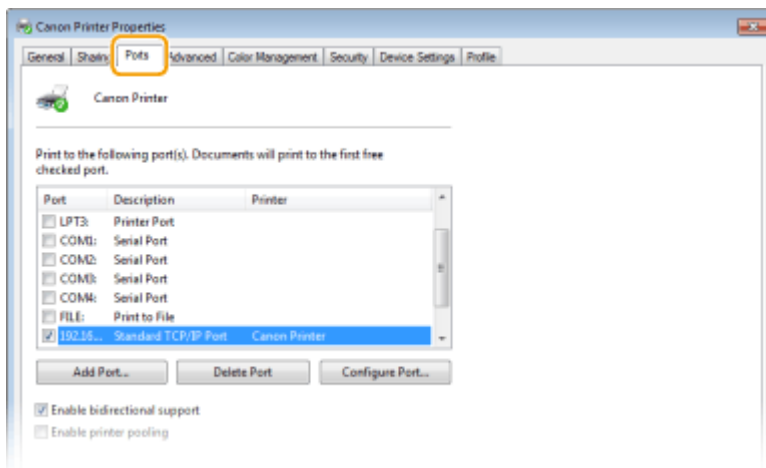 Canon Printer Properties
General Sharing Ports Advanced Color Management Security Device Settings Profile
Canon Printer
Print to the following port(s). Documents will print to the first free
checked port.
Port Description Printer
LPT3: Printer Port
COM1: Serial Port
COM2: Serial Port
COM3: Serial Port
COM4: Serial Port
FILE: Print to File
192.16... Standard TCP/IP Port Canon Printer
Add Port... Delete Port Configure Port...
Enable bidirectional support
Enable printer pooling